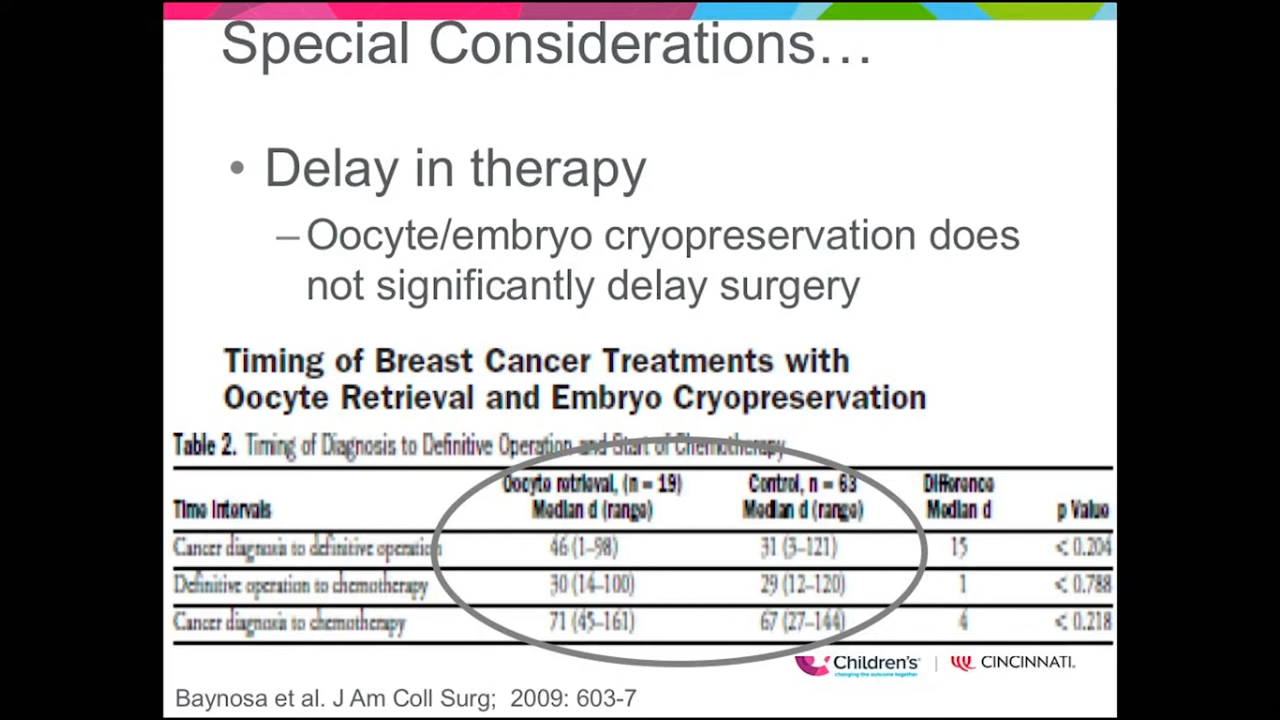 Special Considerations…
• Delay in therapy
– Oocyte/embryo cryopreservation does
not significantly delay surgery
Timing of Breast Cancer Treatments with
Oocyte Retrieval and Embryo Cryopreservation
Table 2. Timing of Diagnosis to Definitive Operation and Start of Chemotherapy
Oocyte retrieval, (n = 19) Control, n = 63 Difference
Time Intervals Median d (range) Median d (range) Median d p Value
Cancer diagnosis to definitive operation 46 (1–98) 31 (3–121) 15 < 0.204
Definitive operation to chemotherapy 30 (14–100) 29 (12–120) 1 < 0.788
Cancer diagnosis to chemotherapy 71 (45–161) 67 (27–144) 4 < 0.218
Children's | CINCINNATI.
changing the outcome together
Baynosa et al. J Am Coll Surg; 2009: 603-7